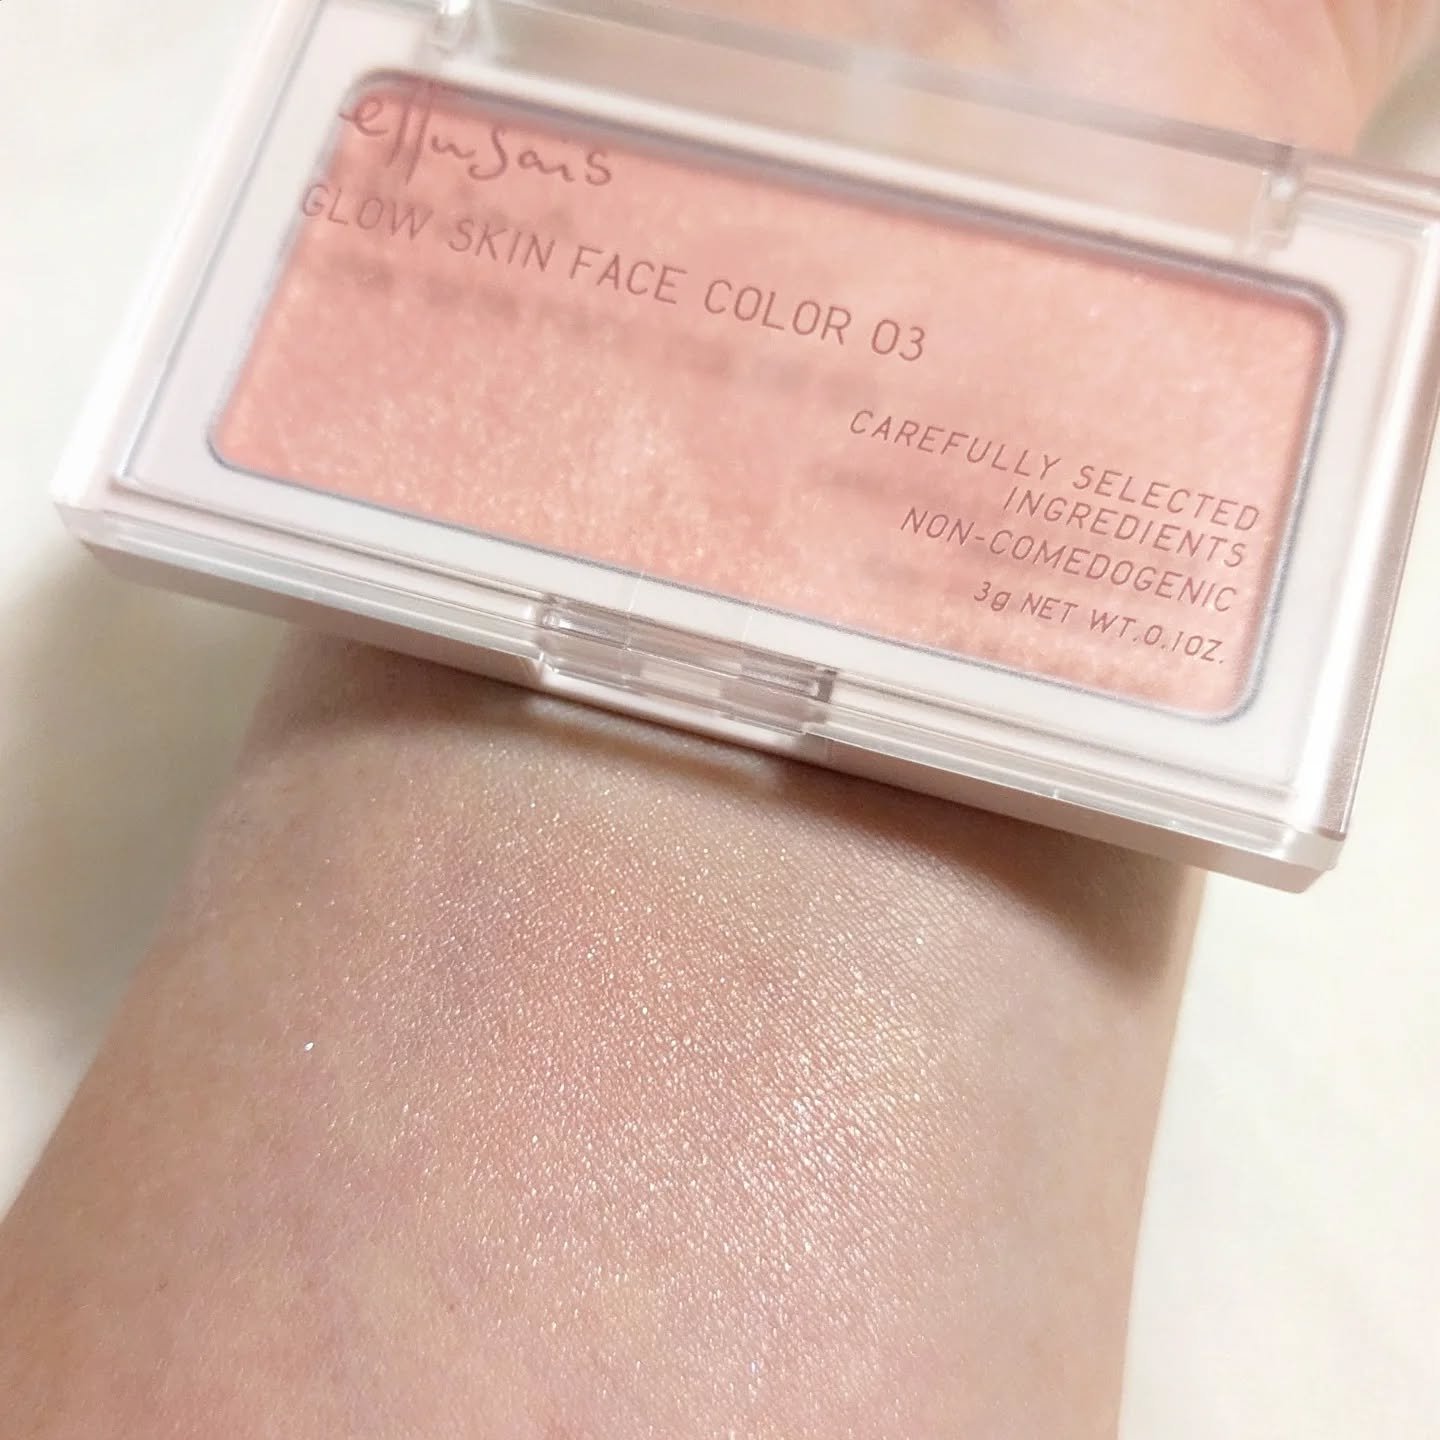 ettusais
GLOW SKIN FACE COLOR 03
CAREFULLY SELECTED
INGREDIENTS
NON-COMEDOGENIC
3g NET WT.0.1OZ.